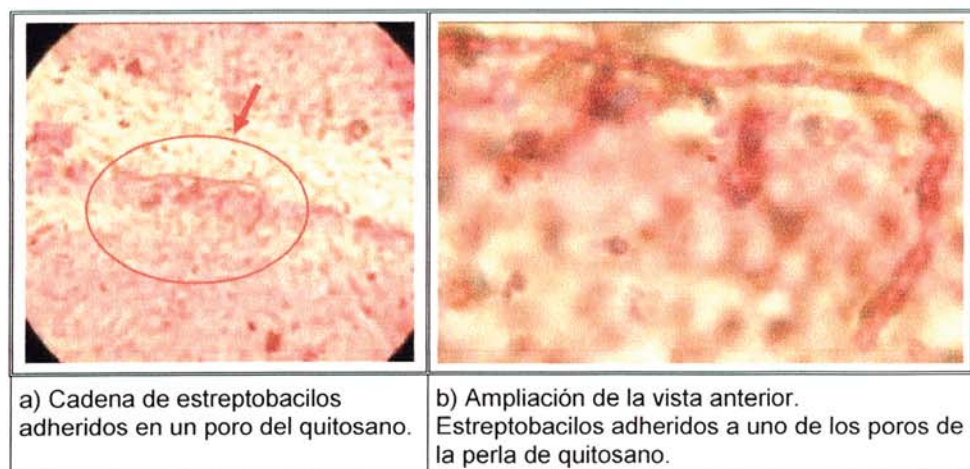 a) Cadena de estreptobacilos
adheridos en un poro del quitosano.
b) Ampliación de la vista anterior.
Estreptobacilos adheridos a uno de los poros de
la perla de quitosano.